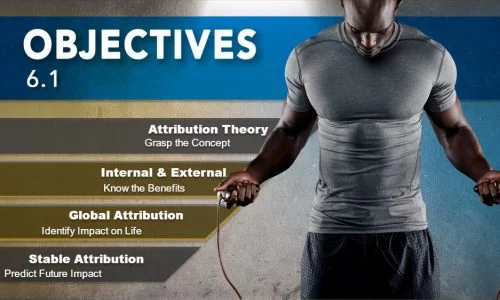 OBJECTIVES
6.1
Attribution Theory
Grasp the Concept
Internal & External
Know the Benefits
Global Attribution
Identify Impact on Life
Stable Attribution
Predict Future Impact